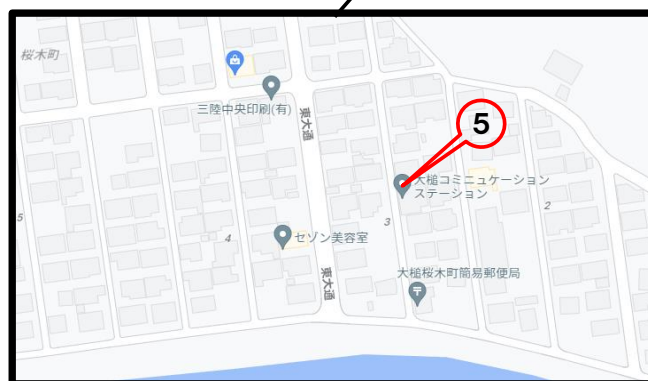 桜木町
三陸中央印刷(有)
東大通
5
大槌コミニュケーション
ステーション
5
4
3
2
セゾン美容室
東大通
大槌桜木町簡易郵便局
〒